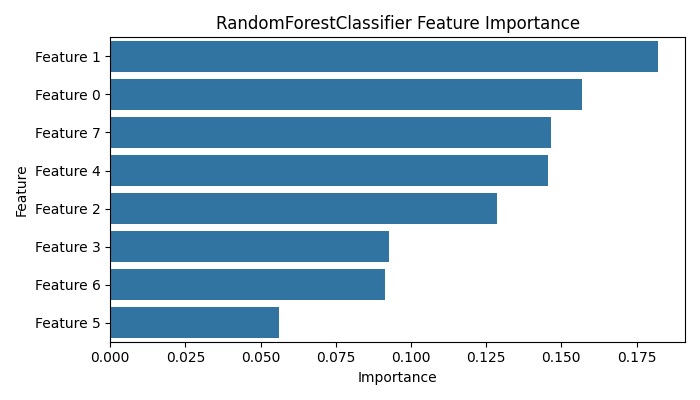 RandomForestClassifier Feature Importance
Feature 1
Feature 0
Feature 7
Feature 4
Feature 2
Feature 3
Feature 6
Feature 5
Feature
0.000 0.025 0.050 0.075 0.100 0.125 0.150 0.175
Importance